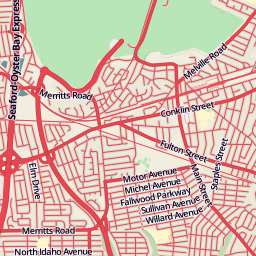 Seaford-Oyster Bay Express
Merritts Road
Melville Road
Conklin Street
Fulton Street
Staples Street
Main Street
Elm Drive
Motor Avenue
Michel Avenue
Fallwood Parkway
Sullivan Avenue
Willard Avenue
Merritts Road
North Idaho Avenue